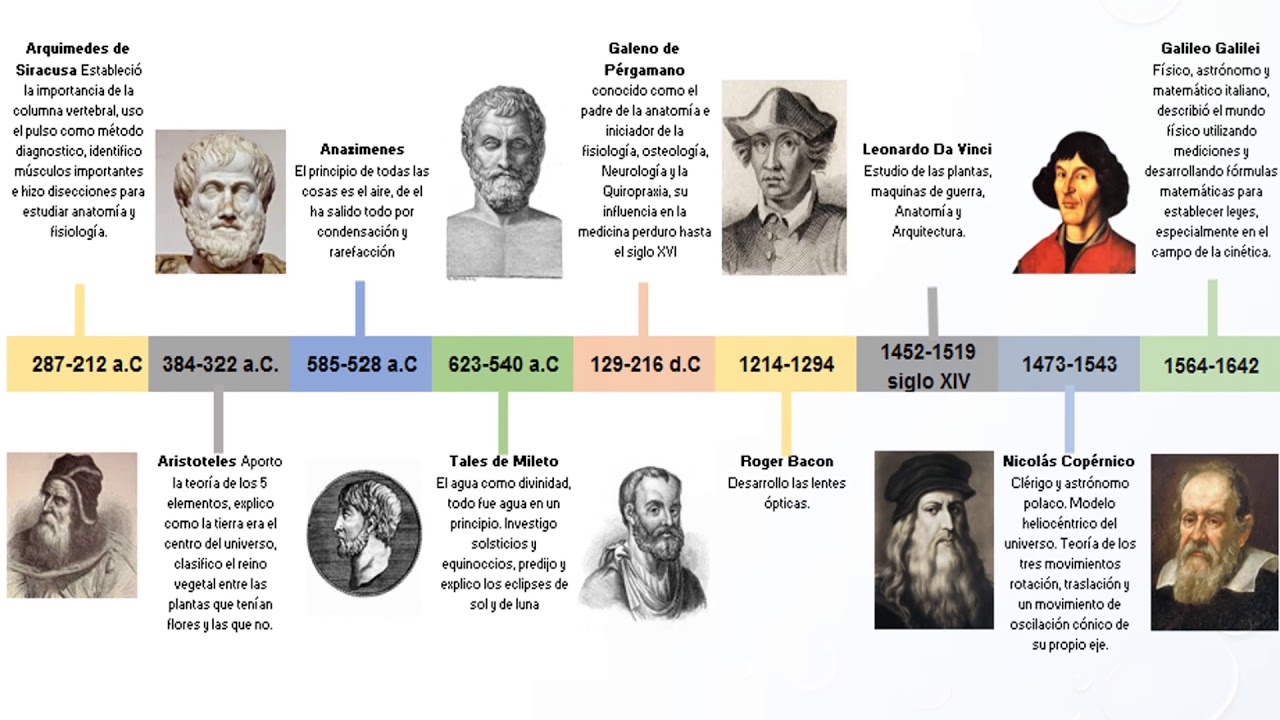 Arquimedes de
Siracusa Estableció
la importancia de la
columna vertebral, uso
el pulso como método
diagnostico, identifico
músculos importantes
e hizo disecciones para
estudiar anatomía y
fisiología.
Anaximenes
El principio de todas las
cosas es el aire, de el
ha salido todo por
condensación y
rarefacción
Galeno de
Pérgamano
conocido como el
padre de la anatomía e
iniciador de la
fisiología, osteología,
Neurología y la
Quiropraxia, su
influencia en la
medicina perduro hasta
el siglo XVI
Leonardo Da Vinci
Estudio de las plantas,
maquinas de guerra,
Anatomía y
Arquitectura.
Galileo Galilei
Físico, astrónomo y
matemático italiano,
describió el mundo
físico utilizando
mediciones y
desarrollando fórmulas
matemáticas para
establecer leyes,
especialmente en el
campo de la cinética.
287-212 a.C
384-322 a.C.
585-528 a.C
623-540 a.C
129-216 d.C
1214-1294
1452-1519
siglo XIV
1473-1543
1564-1642
Aristoteles Aporto
la teoría de los 5
elementos, explico
como la tierra era el
centro del universo,
clasifico el reino
vegetal entre las
plantas que tenían
flores y las que no.
Tales de Mileto
El agua como divinidad,
todo fue agua en un
principio. Investigo
solsticios y
equinoccios, predijo y
explico los eclipses de
sol y de luna
Roger Bacon
Desarrollo las lentes
ópticas.
Nicolás Copérnico
Clérigo y astrónomo
polaco. Modelo
heliocéntrico del
universo. Teoría de los
tres movimientos
rotación, traslación y
un movimiento de
oscilación cónico de
su propio eje.